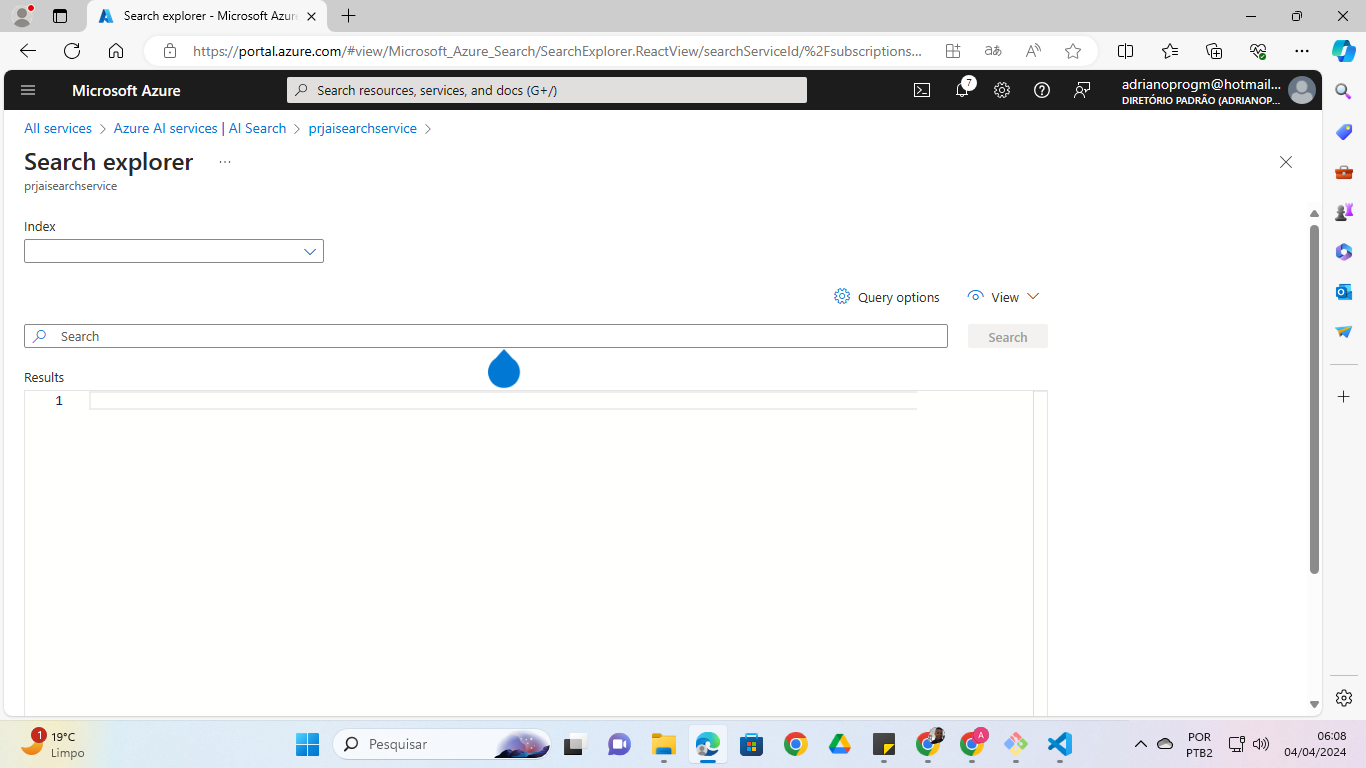 Search explorer - Microsoft Azure
https://portal.azure.com/#view/Microsoft_Azure_Search/SearchExplorer.ReactView/searchServiceId/%2Fsubscriptions...
Microsoft Azure
Search resources, services, and docs (G+/)
7
adrianoprogm@hotmail...
DIRETÓRIO PADRÃO (ADRIANOP...
All services > Azure AI services | AI Search > prjaisearchservice >
Search explorer ...
prjaisearchservice
Index
Query options
View
Search
Search
Results
1
1
19°C
Limpo
Pesquisar
A
POR
PTB2
06:08
04/04/2024